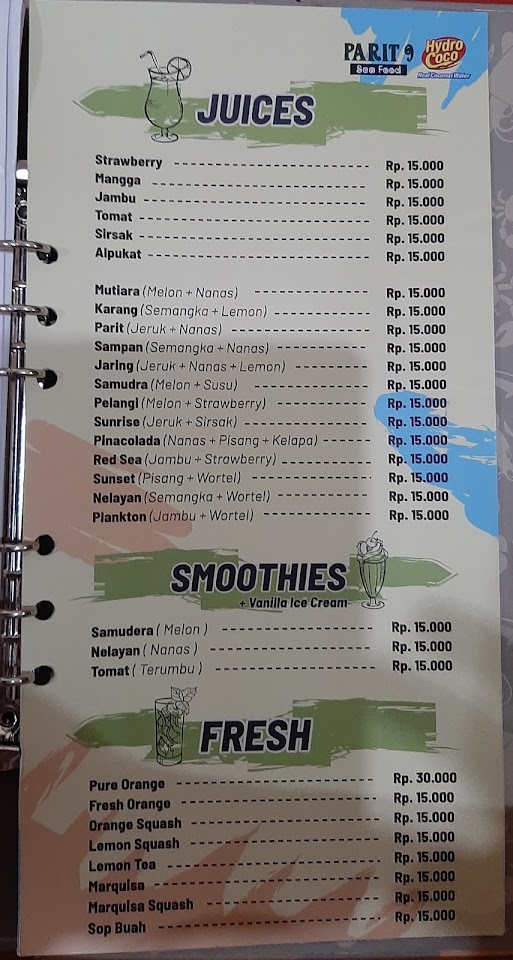 PARIT 9
Sea Food
Hydro
Coco
Real Coconut Water
JUICES
Strawberry Rp. 15.000
Mangga Rp. 15.000
Jambu Rp. 15.000
Tomat Rp. 15.000
Sirsak Rp. 15.000
Alpukat Rp. 15.000
Mutiara (Melon + Nanas) Rp. 15.000
Karang (Semangka + Lemon) Rp. 15.000
Parit (Jeruk + Nanas) Rp. 15.000
Sampan (Semangka + Nanas) Rp. 15.000
Jaring (Jeruk + Nanas + Lemon) Rp. 15.000
Samudra (Melon + Susu) Rp. 15.000
Pelangi (Melon + Strawberry) Rp. 15.000
Sunrise (Jeruk + Sirsak) Rp. 15.000
Pinacolada (Nanas + Pisang + Kelapa) Rp. 15.000
Red Sea (Jambu + Strawberry) Rp. 15.000
Sunset (Pisang + Wortel) Rp. 15.000
Nelayan (Semangka + Wortel) Rp. 15.000
Plankton (Jambu + Wortel) Rp. 15.000
SMOOTHIES
+ Vanilla Ice Cream
Samudera ( Melon ) Rp. 15.000
Nelayan ( Nanas ) Rp. 15.000
Tomat ( Terumbu ) Rp. 15.000
FRESH
Pure Orange Rp. 30.000
Fresh Orange Rp. 15.000
Orange Squash Rp. 15.000
Lemon Squash Rp. 15.000
Lemon Tea Rp. 15.000
Marquisa Rp. 15.000
Marquisa Squash Rp. 15.000
Sop Buah Rp. 15.000